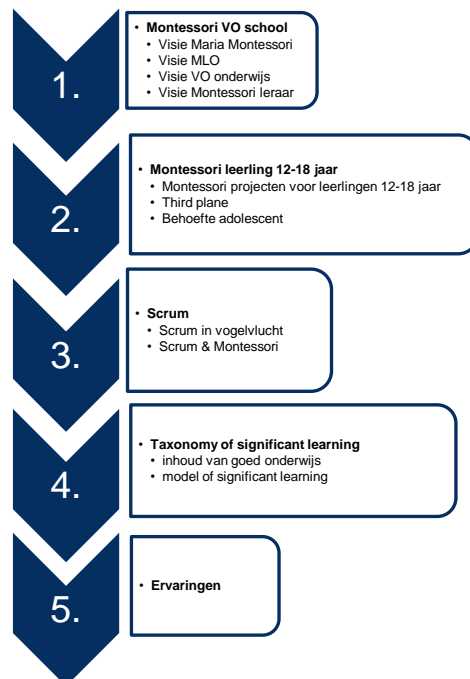 1.
• Montessori VO school
• Visie Maria Montessori
• Visie MLO
• Visie VO onderwijs
• Visie Montessori leraar
2.
• Montessori leerling 12-18 jaar
• Montessori projecten voor leerlingen 12-18 jaar
• Third plane
• Behoefte adolescent
3.
• Scrum
• Scrum in vogelvlucht
• Scrum & Montessori
4.
• Taxonomy of significant learning
• inhoud van goed onderwijs
• model of significant learning
5.
• Ervaringen